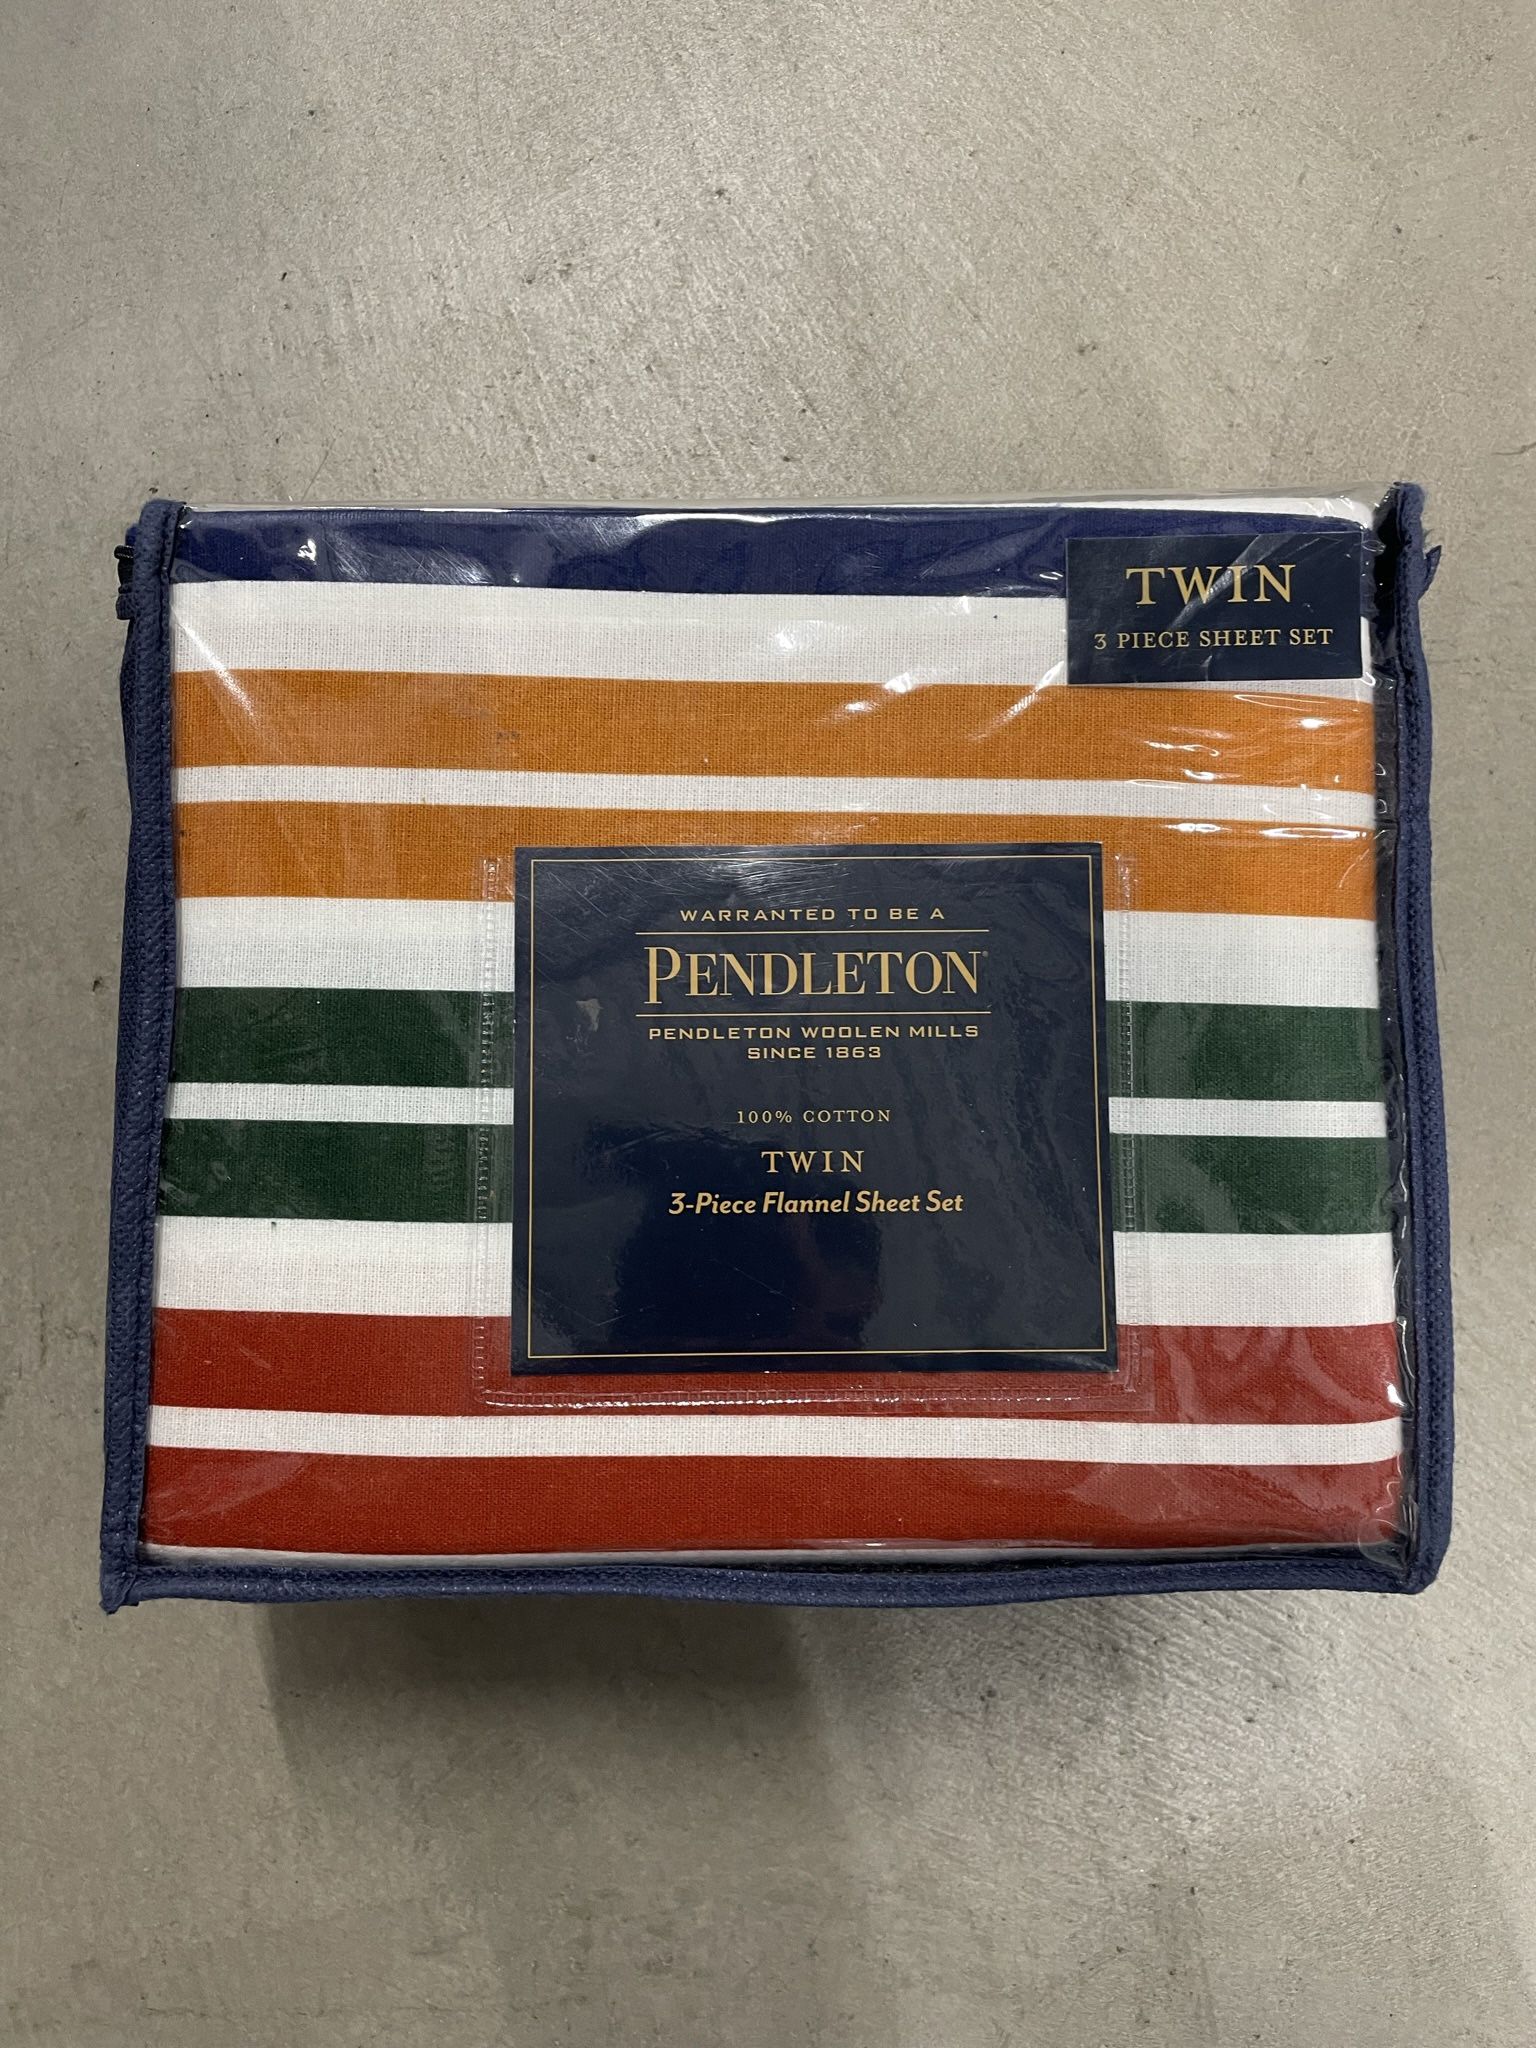 TWIN
3 PIECE SHEET SET
WARRANTED TO BE A
PENDLETON®
PENDLETON WOOLEN MILLS
SINCE 1863
100% COTTON
TWIN
3-Piece Flannel Sheet Set